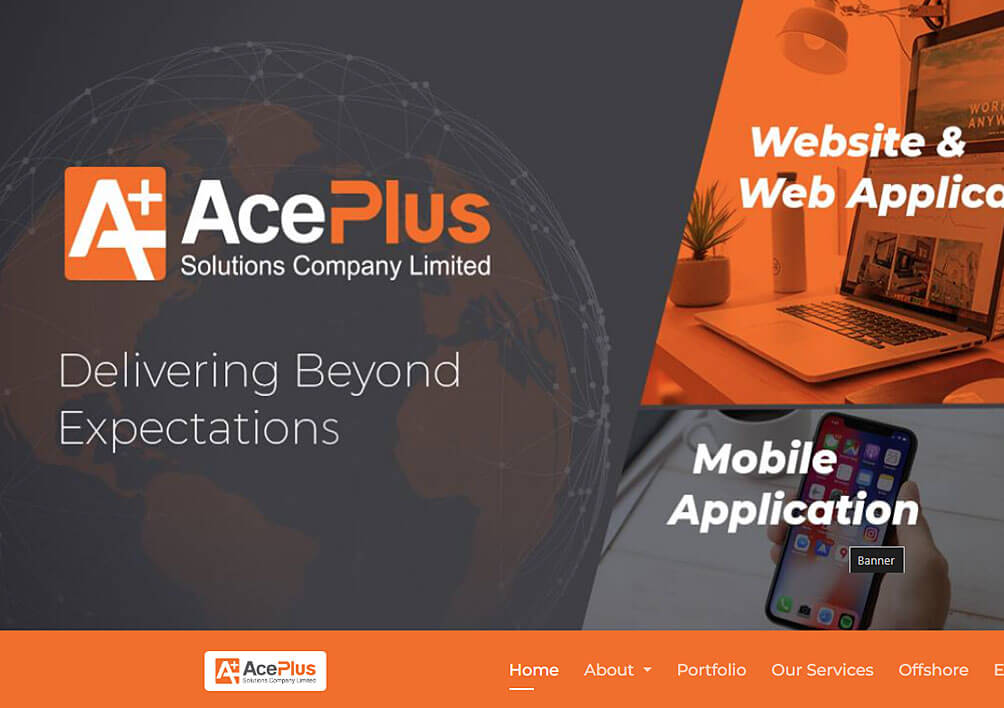 WORK
ANYW
Website &
Web Applica
A+
AcePlus
Solutions Company Limited
Delivering Beyond
Expectations
Mobile
Application
Banner
A+
AcePlus
Solutions Company Limited
Home
About
Portfolio
Our Services
Offshore
E